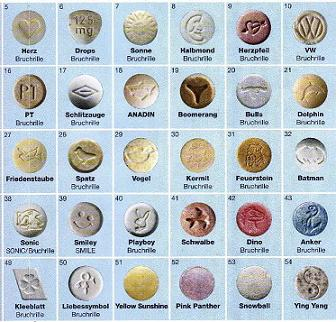 5 6 7 8 9 10
125 mg
Herz Drops Sonne Halbmond Herzpfeil VW
Bruchrille Bruchrille Bruchrille Bruchrille Bruchrille
16 17 18 19 20 21
PT
PT Schlitzauge ANADIN Boomerang Bulls Delphin
Bruchrille Bruchrille Bruchrille Bruchrille Bruchrille
27 28 29 30 31 32
Friedenstaube Spatz Vogel Kermit Feuerstein Batman
Bruchrille Bruchrille Bruchrille Bruchrille
38 39 40 41 42 43
Sonic Smiley Playboy Schwalbe Dino Anker
SONIC/Bruchrille SMILE Bruchrille Bruchrille Bruchrille
49 50 51 52 53 54
Kleeblatt Liebessymbol Yellow Sunshine Pink Panther Snowball Ying Yang
Bruchrille Bruchrille